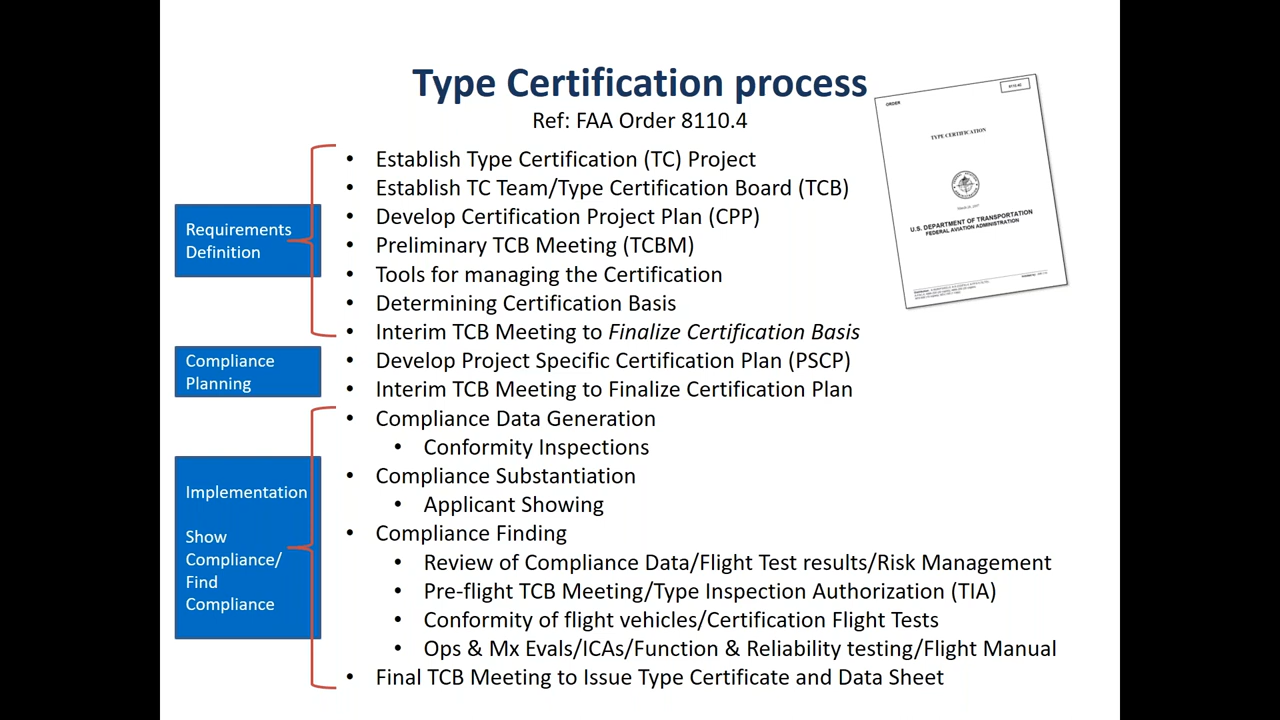 Type Certification process
Ref: FAA Order 8110.4
Requirements
Definition
• Establish Type Certification (TC) Project
• Establish TC Team/Type Certification Board (TCB)
• Develop Certification Project Plan (CPP)
• Preliminary TCB Meeting (TCBM)
• Tools for managing the Certification
• Determining Certification Basis
• Interim TCB Meeting to Finalize Certification Basis
Compliance
Planning
• Develop Project Specific Certification Plan (PSCP)
• Interim TCB Meeting to Finalize Certification Plan
Implementation
Show
Compliance/
Find
Compliance
• Compliance Data Generation
• Conformity Inspections
• Compliance Substantiation
• Applicant Showing
• Compliance Finding
• Review of Compliance Data/Flight Test results/Risk Management
• Pre-flight TCB Meeting/Type Inspection Authorization (TIA)
• Conformity of flight vehicles/Certification Flight Tests
• Ops & Mx Evals/ICAs/Function & Reliability testing/Flight Manual
• Final TCB Meeting to Issue Type Certificate and Data Sheet
ORDER
TYPE CERTIFICATION
U.S. DEPARTMENT OF TRANSPORTATION
FEDERAL AVIATION ADMINISTRATION